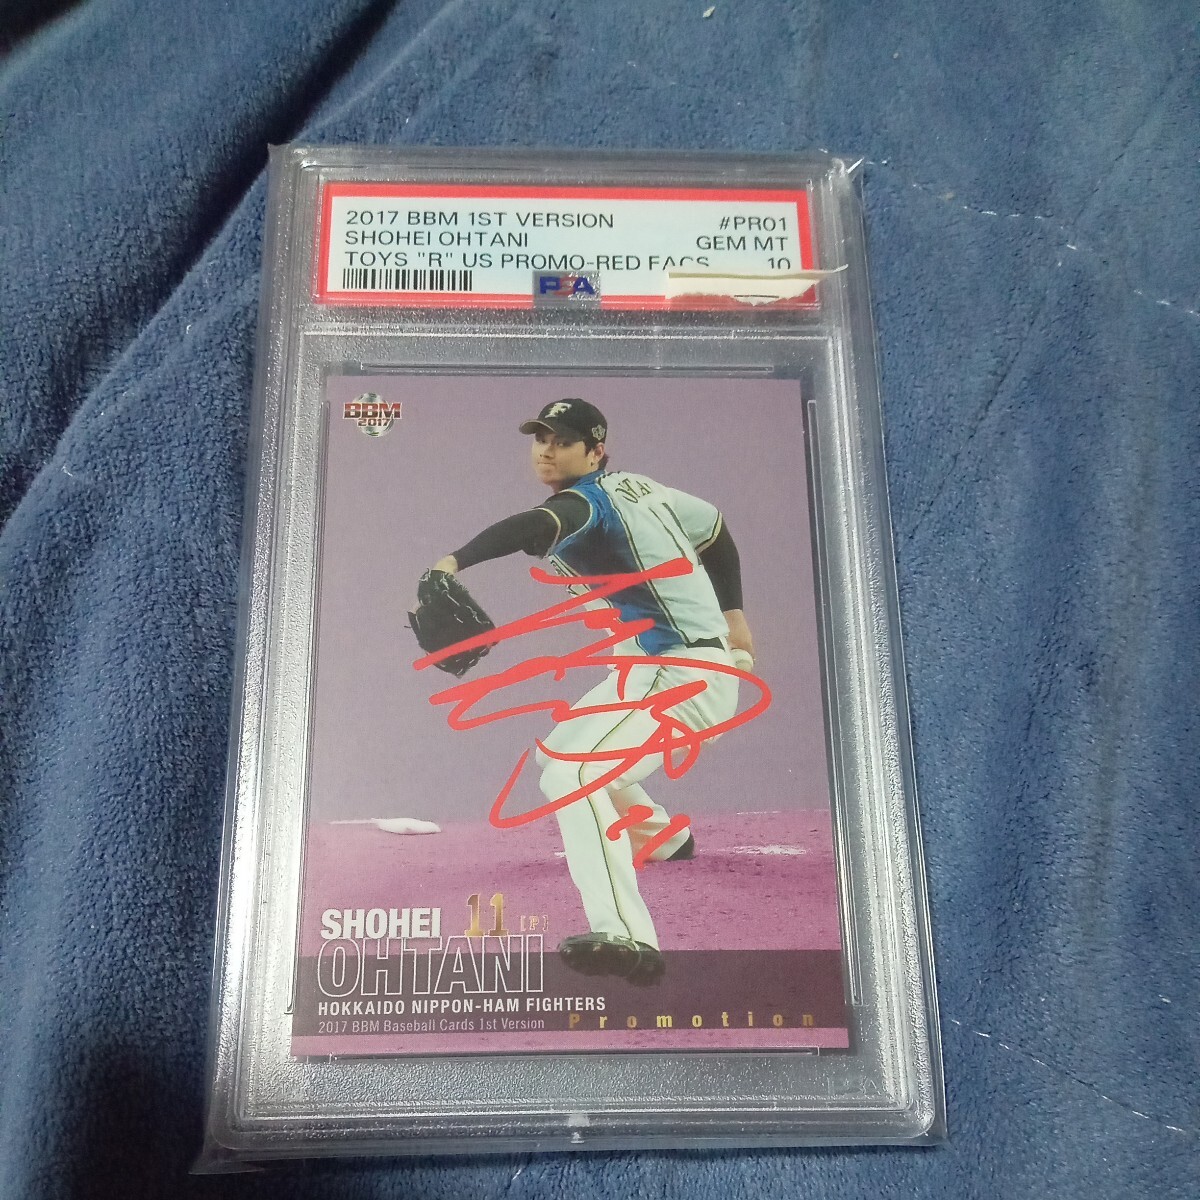 2017 BBM 1ST VERSION #PR01
SHOHEI OHTANI GEM MT
TOYS "R" US PROMO-RED FACS. 10
PSA
BBM
2017
SHOHEI 11 [P]
OHTANI
HOKKAIDO NIPPON-HAM FIGHTERS
2017 BBM Baseball Cards 1st Version Promotion